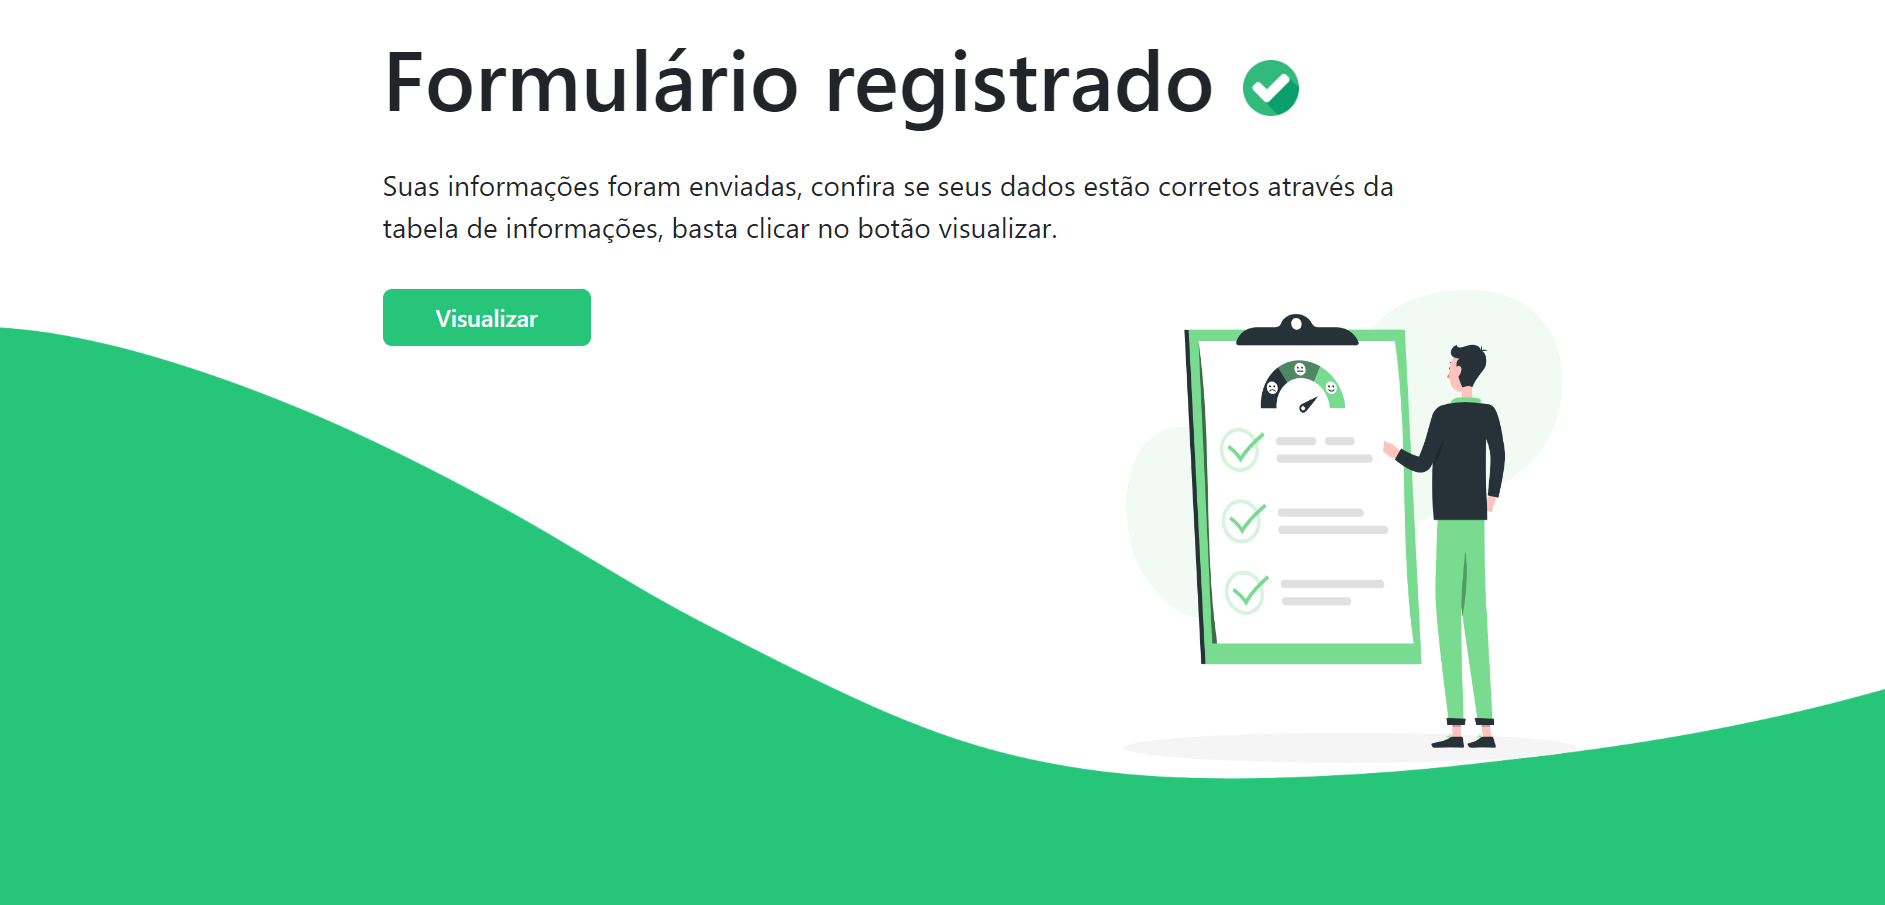 Formulário registrado
Suas informações foram enviadas, confira se seus dados estão corretos através da
tabela de informações, basta clicar no botão visualizar.
Visualizar